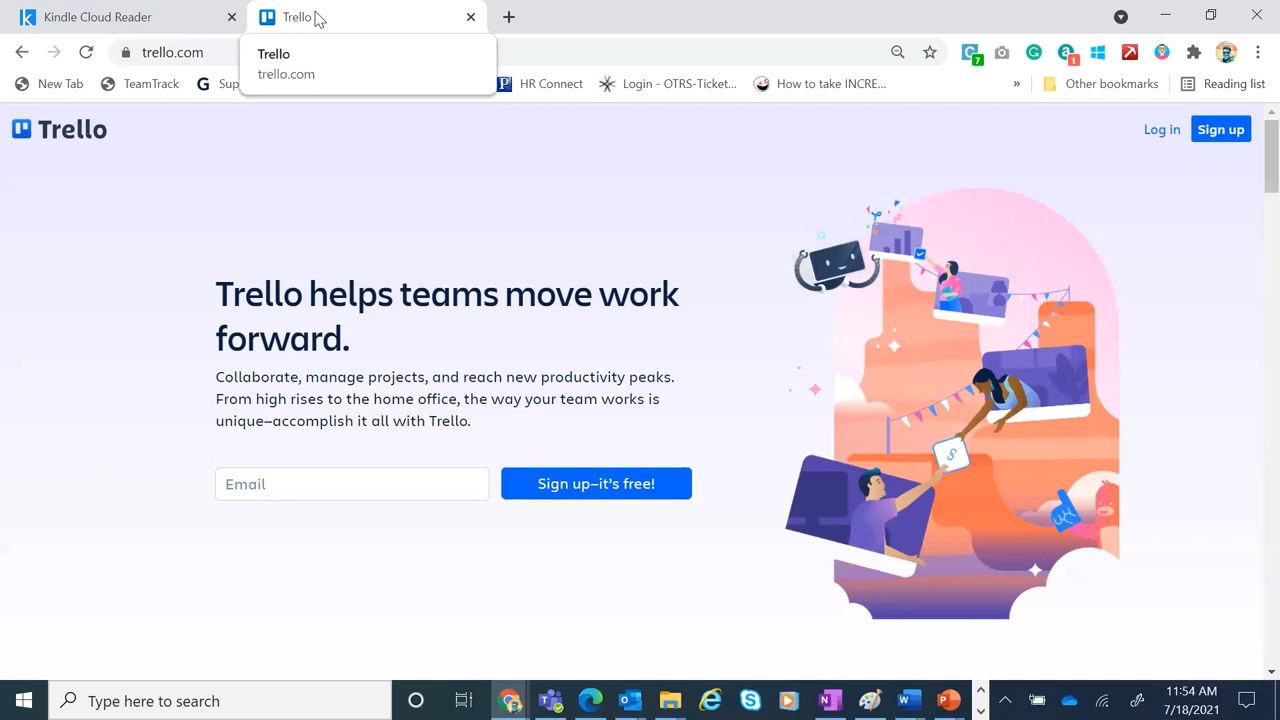 Kindle Cloud Reader
Trello
trello.com
Trello
trello.com
New Tab
TeamTrack
Sup
HR Connect
Login - OTRS-Ticket...
How to take INCRE...
»
Other bookmarks
Reading list
7
1
Trello
Log in
Sign up
Trello helps teams move work
forward.
Collaborate, manage projects, and reach new productivity peaks.
From high rises to the home office, the way your team works is
unique—accomplish it all with Trello.
Email
Sign up—it's free!
Type here to search
11:54 AM
7/18/2021